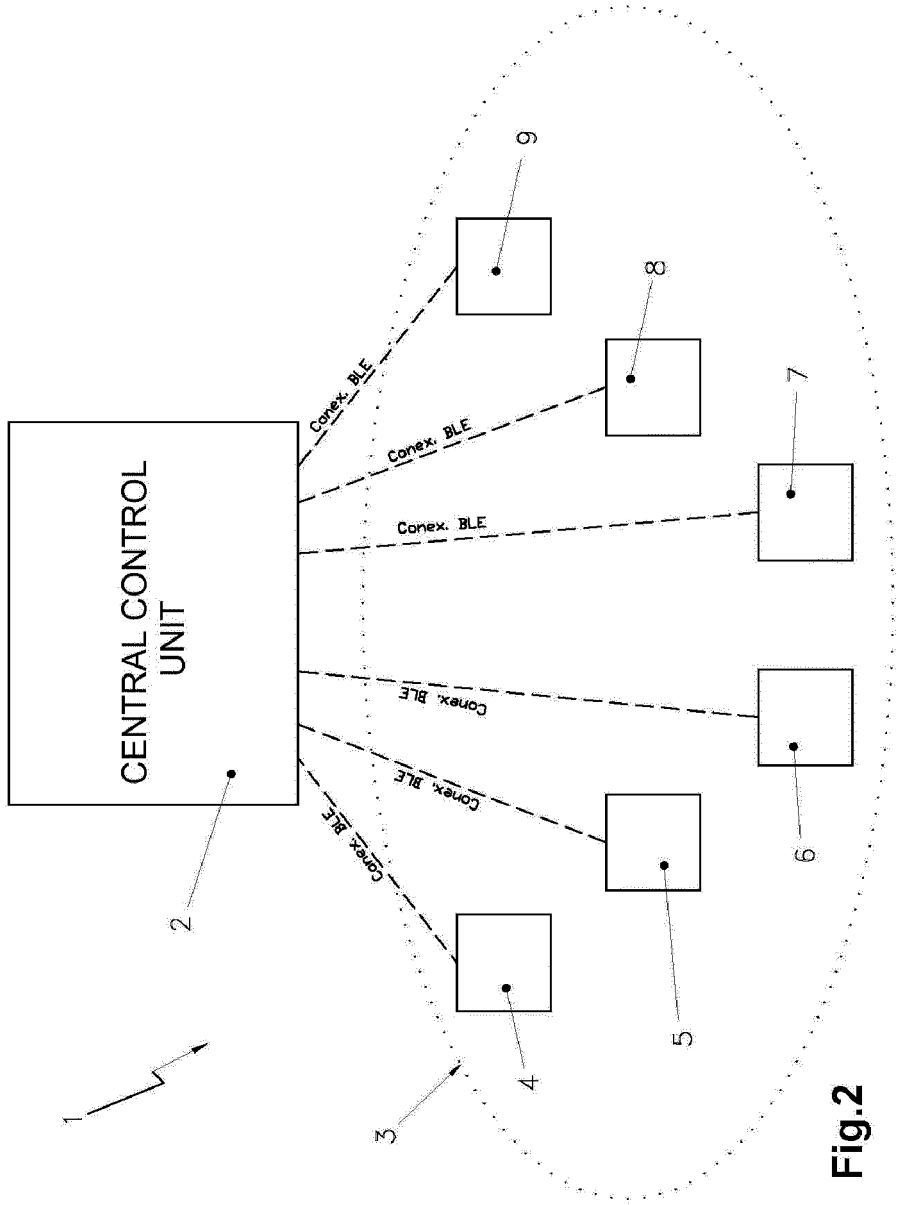 1
2
CENTRAL CONTROL
UNIT
3
Conex. BLE
Conex. BLE
Conex. BLE
Conex. BLE
Conex. BLE
Conex. BLE
4
5
6
7
8
9
Fig.2